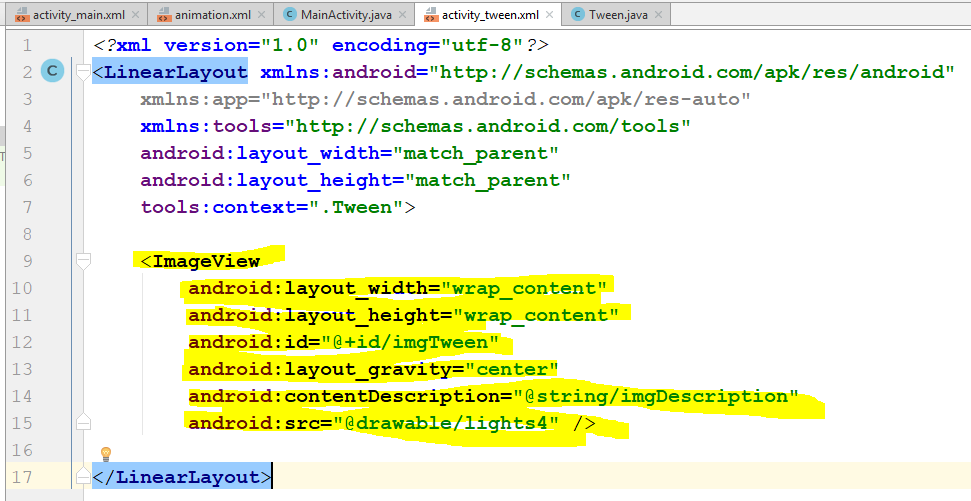 activity_main.xml × animation.xml × C MainActivity.java × activity_tween.xml × C Tween.java ×
1 <?xml version="1.0" encoding="utf-8"?>
2 C <LinearLayout xmlns:android="http://schemas.android.com/apk/res/android"
3 xmlns:app="http://schemas.android.com/apk/res-auto"
4 xmlns:tools="http://schemas.android.com/tools"
5 android:layout_width="match_parent"
6 android:layout_height="match_parent"
7 tools:context=".Tween">
8
9 <ImageView
10 android:layout_width="wrap_content"
11 android:layout_height="wrap_content"
12 android:id="@+id/imgTween"
13 android:layout_gravity="center"
14 android:contentDescription="@string/imgDescription"
15 android:src="@drawable/lights4" />
16
17 </LinearLayout>